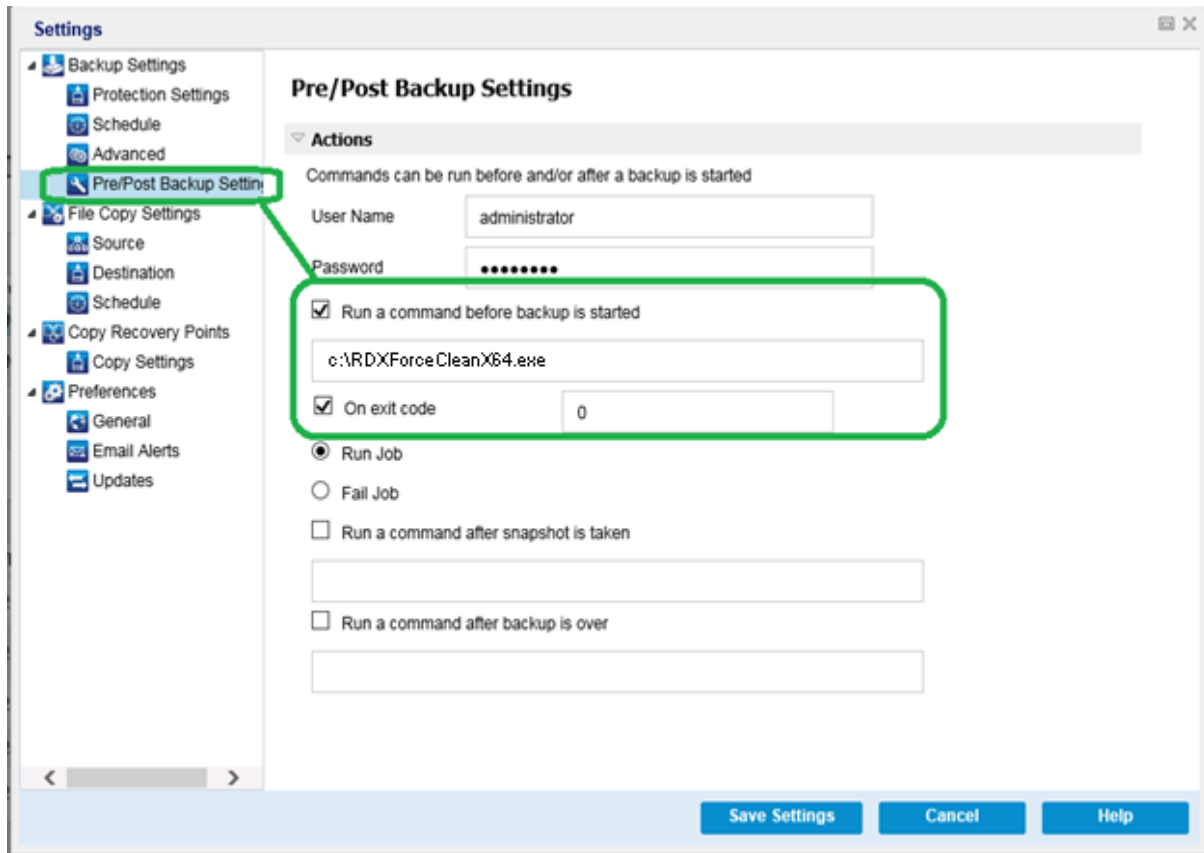 Settings
Backup Settings
Protection Settings
Schedule
Advanced
Pre/Post Backup Settin
File Copy Settings
Source
Destination
Schedule
Copy Recovery Points
Copy Settings
Preferences
General
Email Alerts
Updates
Pre/Post Backup Settings
Actions
Commands can be run before and/or after a backup is started
User Name administrator
Password ••••••••
Run a command before backup is started
c:\RDXForceCleanX64.exe
On exit code 0
Run Job
Fail Job
Run a command after snapshot is taken
Run a command after backup is over
Save Settings Cancel Help